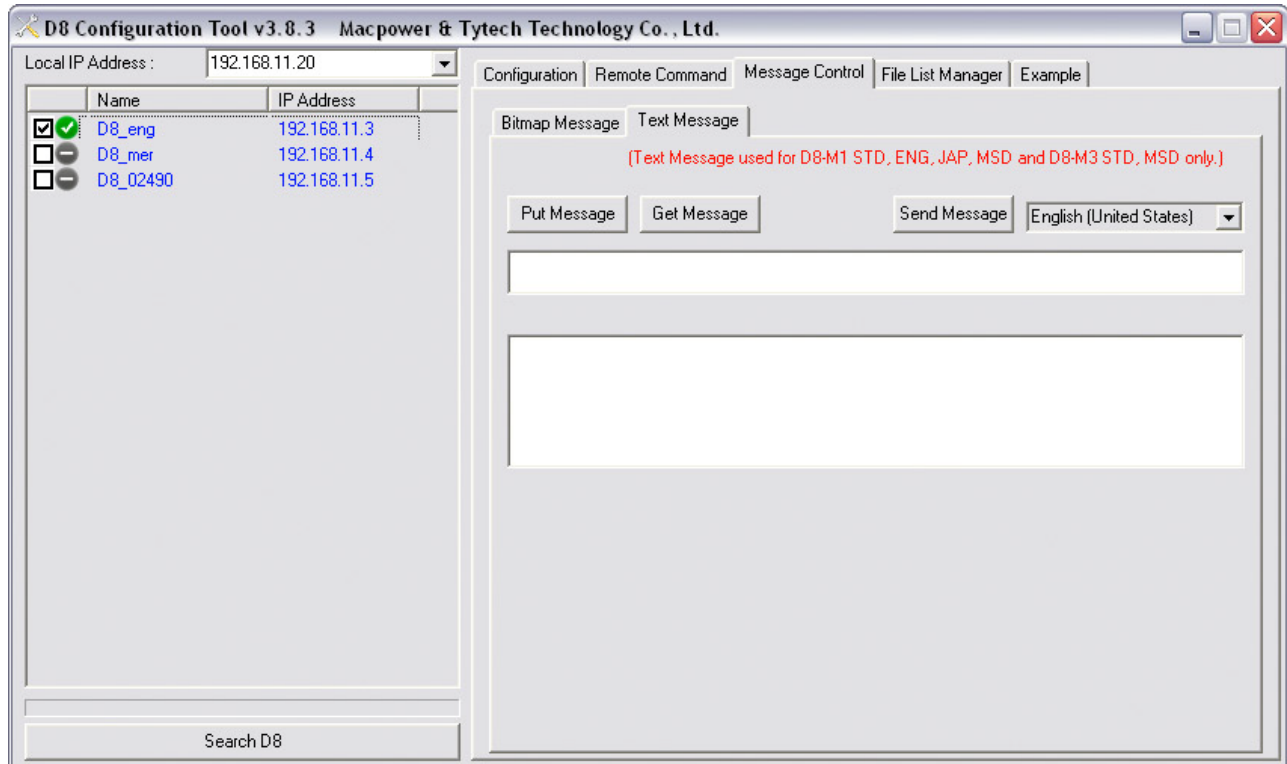 D8 Configuration Tool v3.8.3 Macpower & Tytech Technology Co., Ltd.
Local IP Address : 192.168.11.20
Name IP Address
D8_eng 192.168.11.3
D8_mer 192.168.11.4
D8_02490 192.168.11.5
Search D8
Configuration Remote Command Message Control File List Manager Example
Bitmap Message Text Message
(Text Message used for D8-M1 STD, ENG, JAP, MSD and D8-M3 STD, MSD only.)
Put Message Get Message Send Message English (United States)